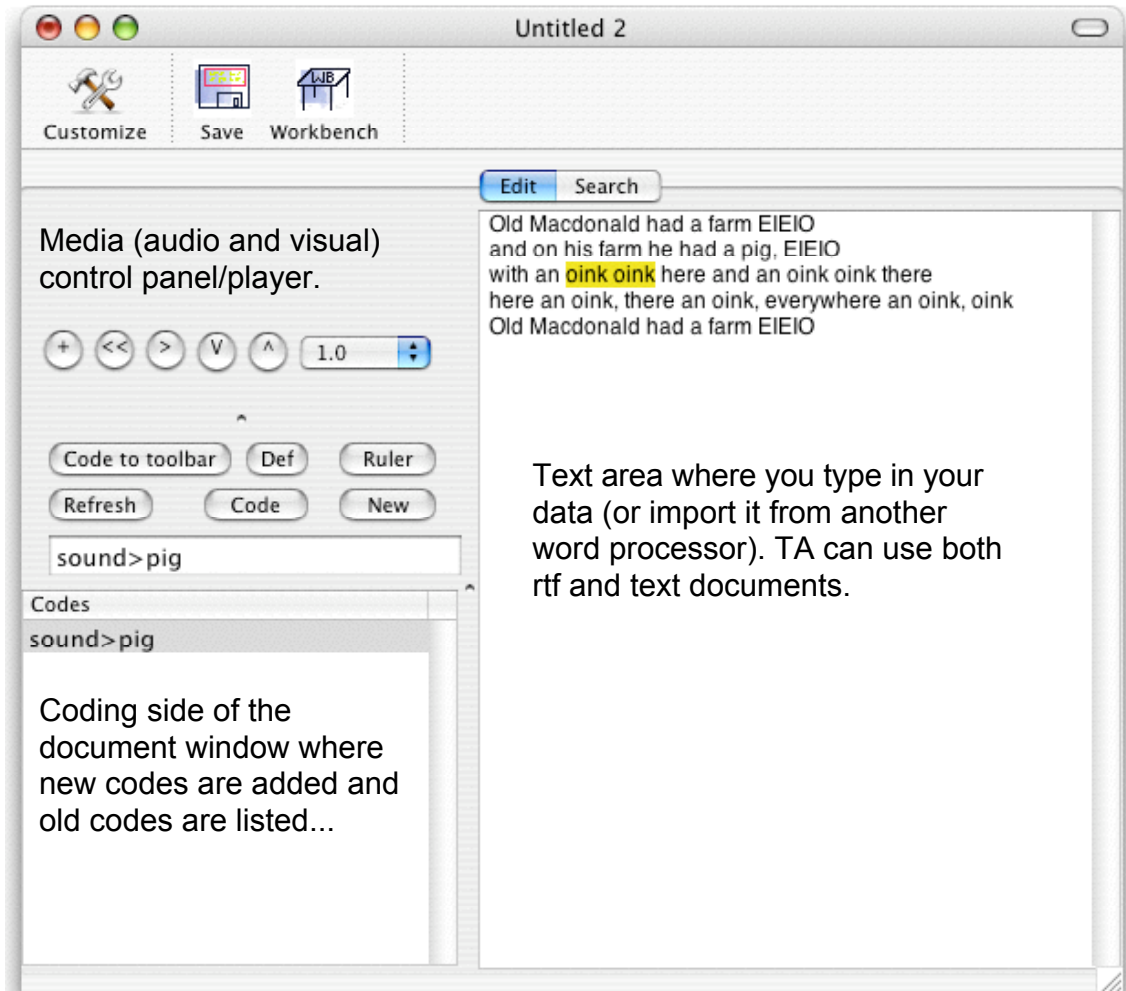 Untitled 2
Customize
Save
WB
Workbench
Edit
Search
Media (audio and visual)
control panel/player.
+
<<
>
V
^
1.0
^
Code to toolbar
Def
Ruler
Refresh
Code
New
sound>pig
Codes
sound>pig
Coding side of the
document window where
new codes are added and
old codes are listed...
Old Macdonald had a farm EIEIO
and on his farm he had a pig, EIEIO
with an oink oink here and an oink oink there
here an oink, there an oink, everywhere an oink, oink
Old Macdonald had a farm EIEIO
Text area where you type in your
data (or import it from another
word processor). TA can use both
rtf and text documents.